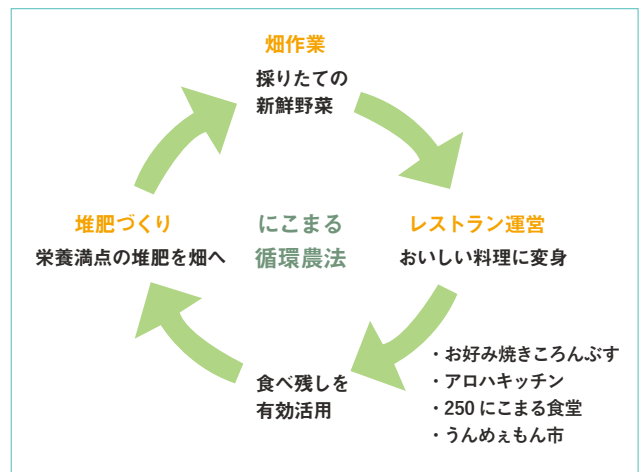 畑作業
採りたての
新鮮野菜
堆肥づくり
栄養満点の堆肥を畑へ
にこまる
循環農法
レストラン運営
おいしい料理に変身
食べ残しを
有効活用
・お好み焼きころんぶす
・アロハキッチン
・250 にこまる食堂
・うんめぇもん市